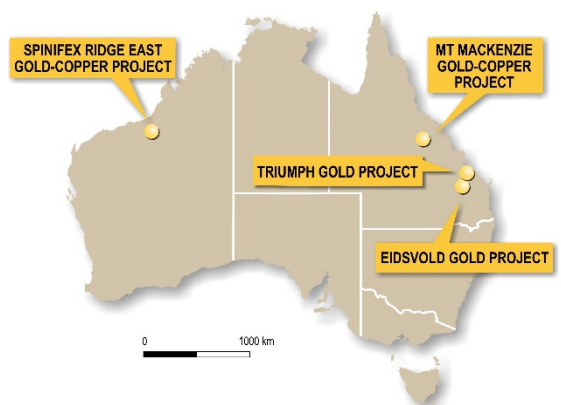 SPINIFEX RIDGE EAST
GOLD-COPPER PROJECT
MT MACKENZIE
GOLD-COPPER
PROJECT
TRIUMPH GOLD PROJECT
EIDSVOLD GOLD PROJECT
0
1000 km